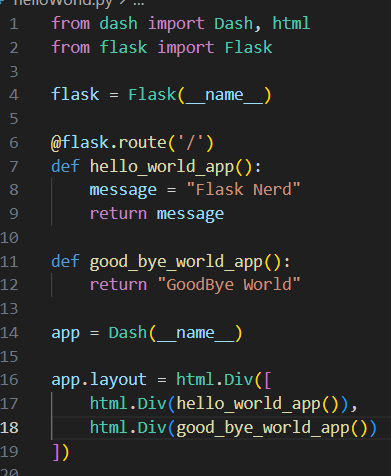 helloWorld.py > ...
1 from dash import Dash, html
2 from flask import Flask
3
4 flask = Flask(__name__)
5
6 @flask.route('/')
7 def hello_world_app():
8     message = "Flask Nerd"
9     return message
10
11 def good_bye_world_app():
12     return "GoodBye World"
13
14 app = Dash(__name__)
15
16 app.layout = html.Div([
17     html.Div(hello_world_app()),
18     html.Div(good_bye_world_app())
19 ])
20